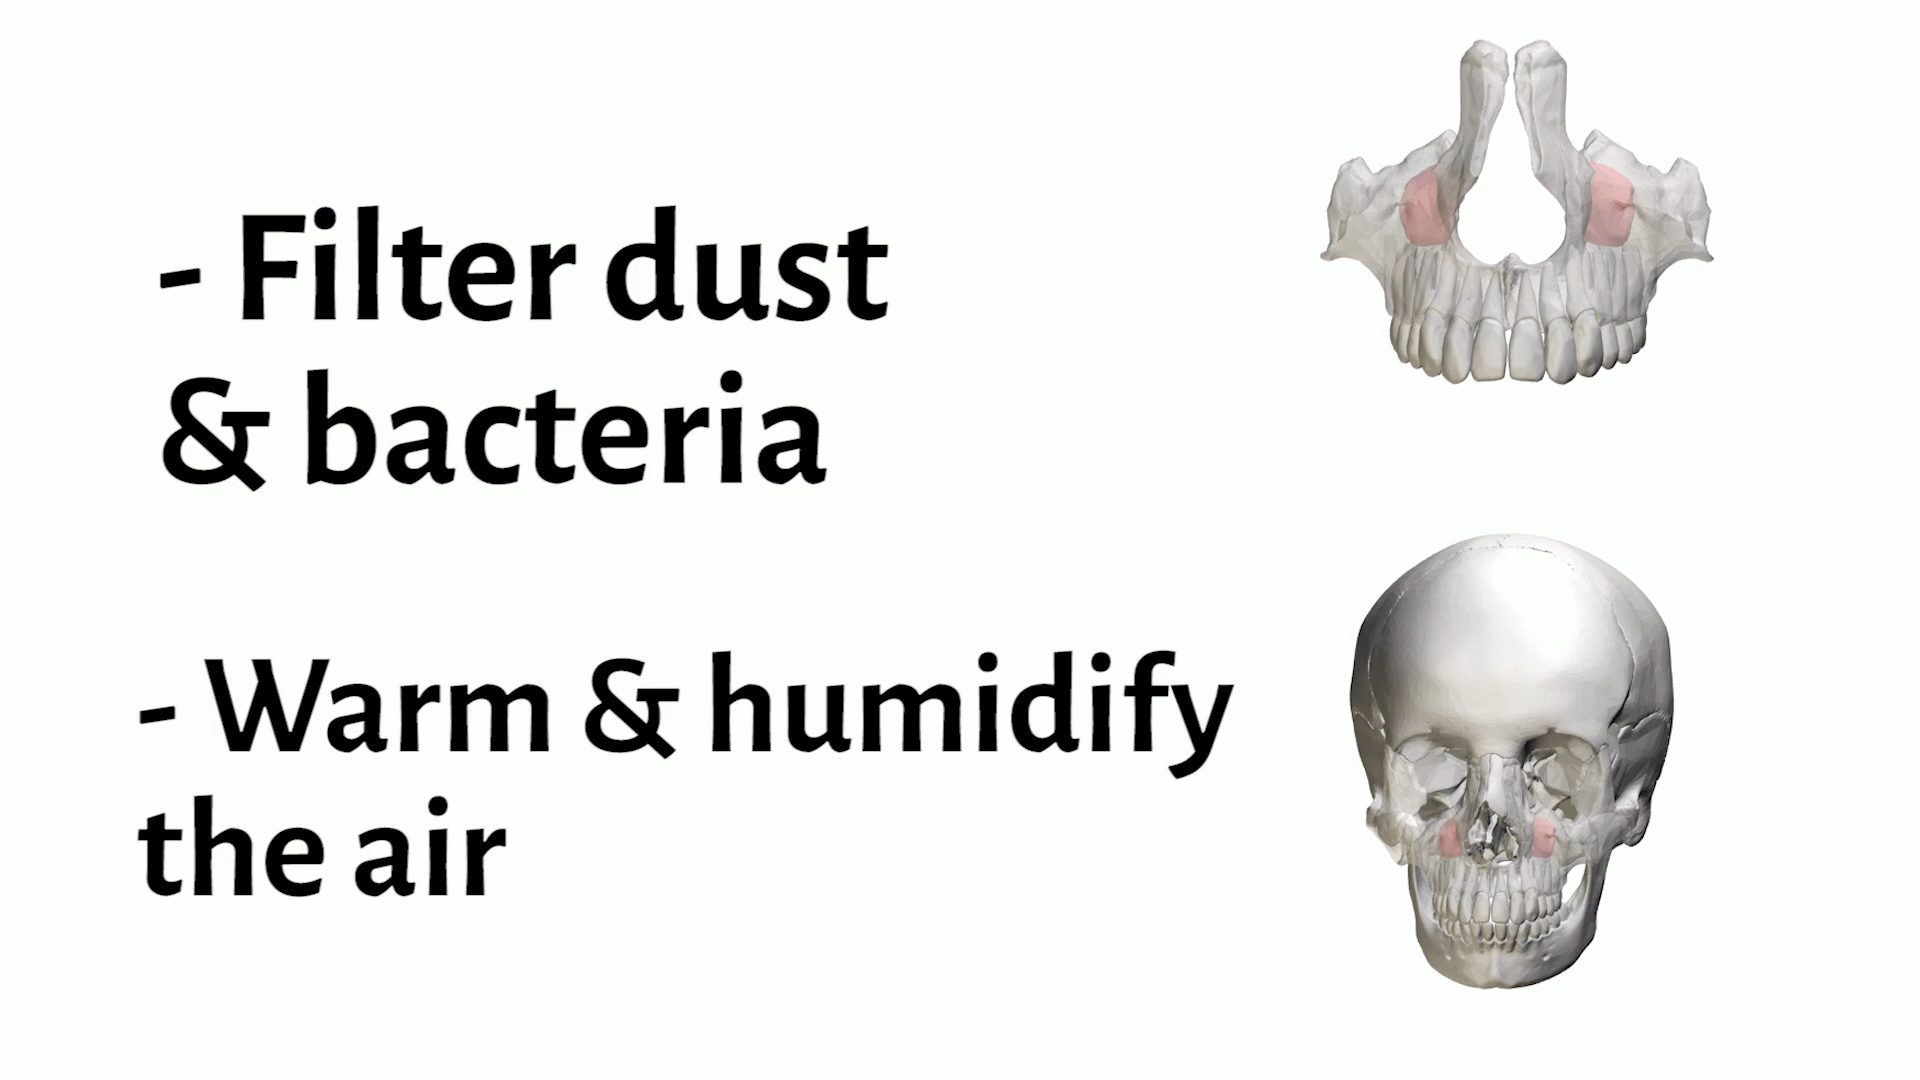 - Filter dust
& bacteria
- Warm & humidify
the air